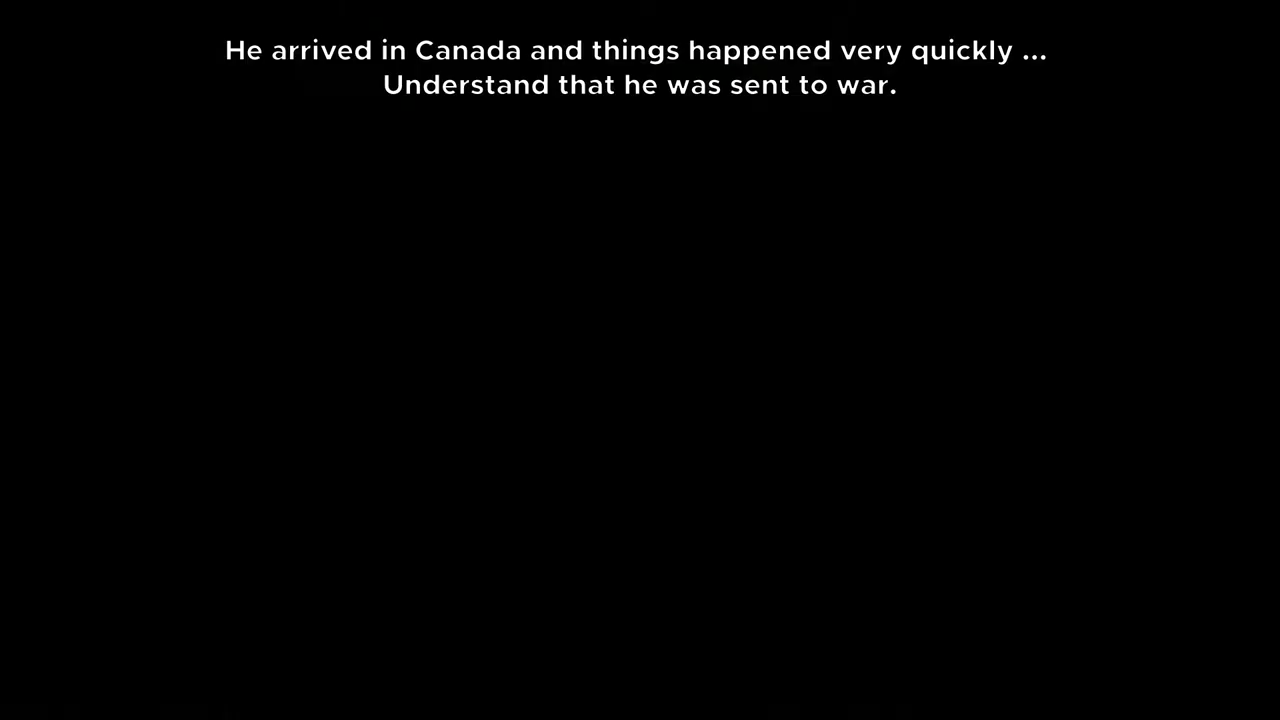 He arrived in Canada and things happened very quickly ...
Understand that he was sent to war.